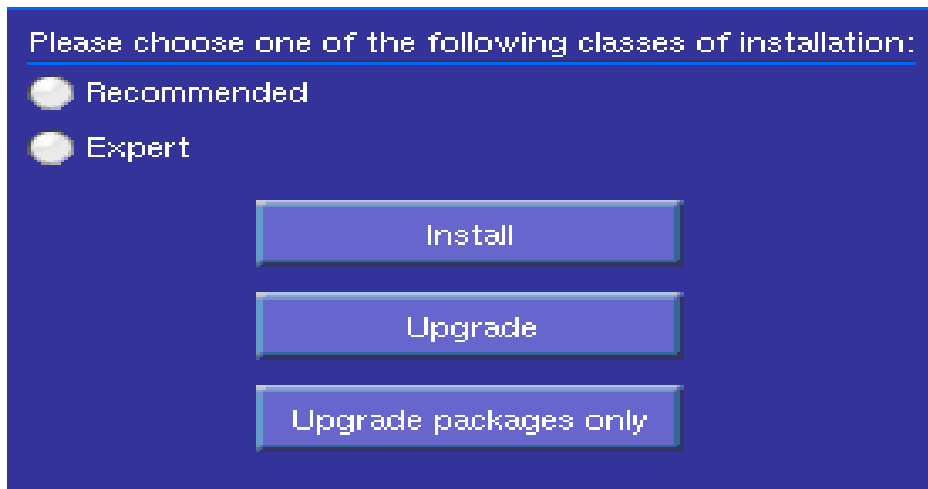 Please choose one of the following classes of installation:
Recommended
Expert
Install
Upgrade
Upgrade packages only